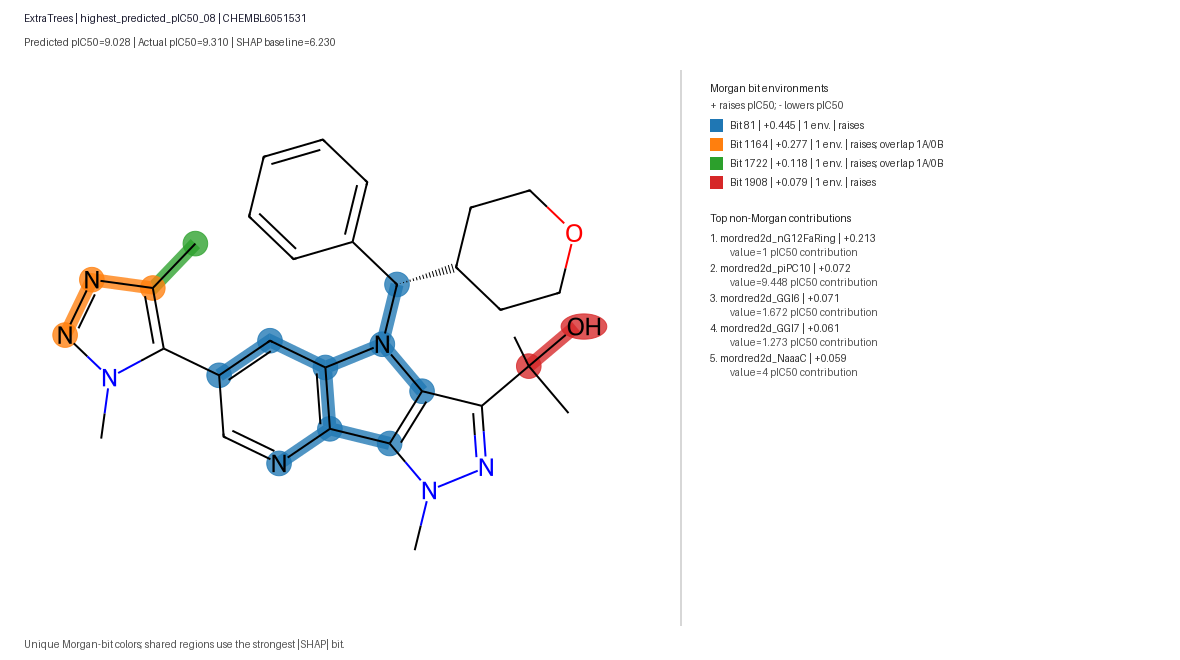 ExtraTrees | highest_predicted_pIC50_08 | CHEMBL6051531
Predicted pIC50=9.028 | Actual pIC50=9.310 | SHAP baseline=6.230
Morgan bit environments
+ raises pIC50; - lowers pIC50
Bit 81 | +0.445 | 1 env. | raises
Bit 1164 | +0.277 | 1 env. | raises; overlap 1A/0B
Bit 1722 | +0.118 | 1 env. | raises; overlap 1A/0B
Bit 1908 | +0.079 | 1 env. | raises
Top non-Morgan contributions
1. mordred2d_nG12FaRing | +0.213
value=1 pIC50 contribution
2. mordred2d_piPC10 | +0.072
value=9.448 pIC50 contribution
3. mordred2d_GGI6 | +0.071
value=1.672 pIC50 contribution
4. mordred2d_GGI7 | +0.061
value=1.273 pIC50 contribution
5. mordred2d_NaaaC | +0.059
value=4 pIC50 contribution
O
N
OH
N
N
N
N
N
N
Unique Morgan-bit colors; shared regions use the strongest |SHAP| bit.